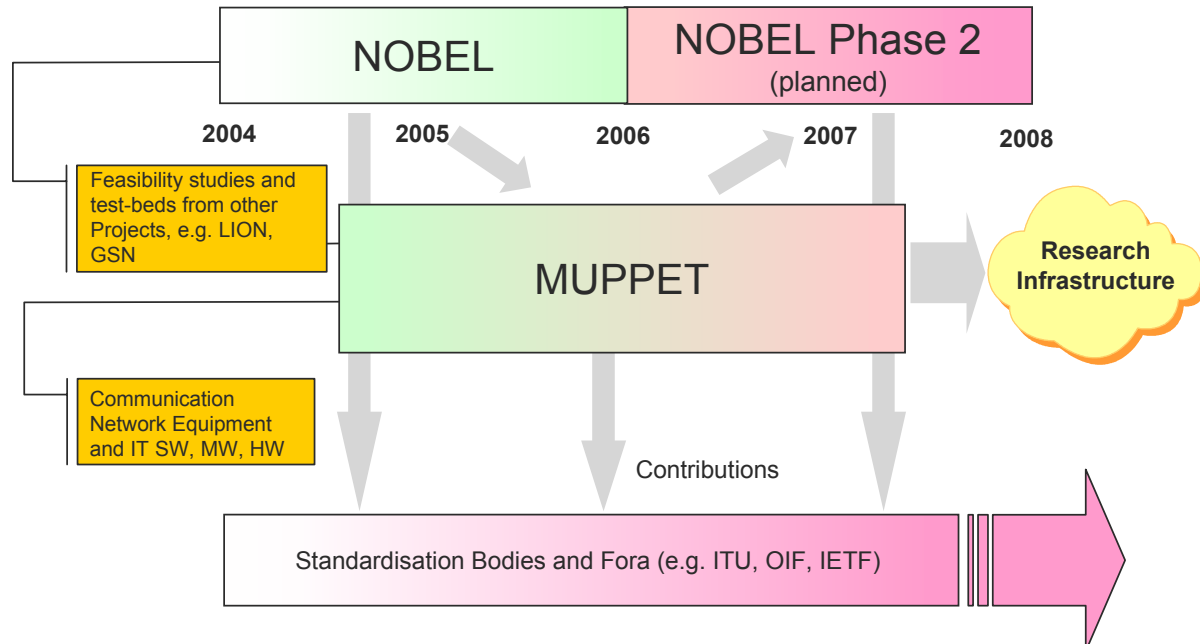 NOBEL
NOBEL Phase 2
(planned)
2004
2005
2006
2007
2008
Feasibility studies and
test-beds from other
Projects, e.g. LION,
GSN
MUPPET
Research
Infrastructure
Communication
Network Equipment
and IT SW, MW, HW
Contributions
Standardisation Bodies and Fora (e.g. ITU, OIF, IETF)